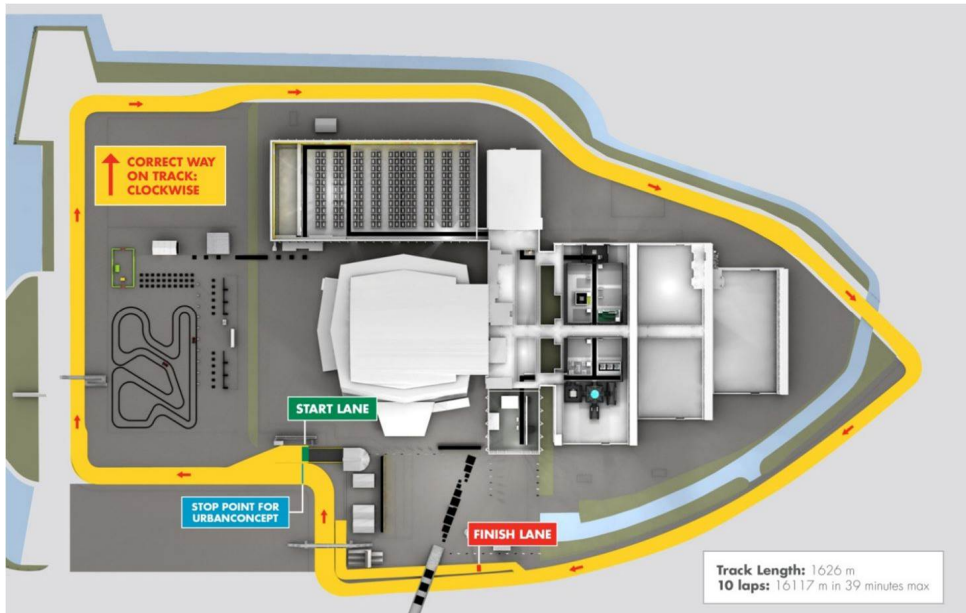 CORRECT WAY
ON TRACK:
CLOCKWISE
START LANE
STOP POINT FOR
URBANCONCEPT
FINISH LANE
Track Length: 1626 m
10 laps: 16117 m in 39 minutes max